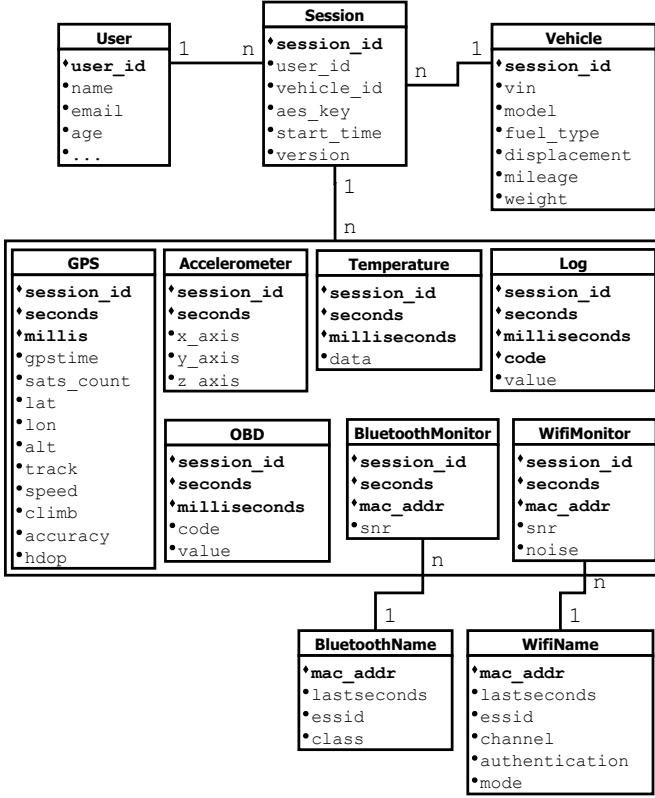 User
♦user_id
•name
•email
•age
•...
1
n
Session
♦session_id
•user_id
•vehicle_id
•aes_key
•start_time
•version
1
n
Vehicle
♦session_id
•vin
•model
•fuel_type
•displacement
•mileage
•weight
1
n
GPS
♦session_id
♦seconds
♦millis
•gpstime
•sats_count
•lat
•lon
•alt
•track
•speed
•climb
•accuracy
•hdop
Accelerometer
♦session_id
♦seconds
•x_axis
•y_axis
•z_axis
Temperature
♦session_id
♦seconds
♦milliseconds
•data
Log
♦session_id
♦seconds
♦milliseconds
♦code
•value
OBD
♦session_id
♦seconds
♦milliseconds
•code
•value
BluetoothMonitor
♦session_id
♦seconds
♦mac_addr
•snr
WifiMonitor
♦session_id
♦seconds
♦mac_addr
•snr
•noise
n
1
n
1
BluetoothName
♦mac_addr
•lastseconds
•essid
•class
WifiName
♦mac_addr
•lastseconds
•essid
•channel
•authentication
•mode